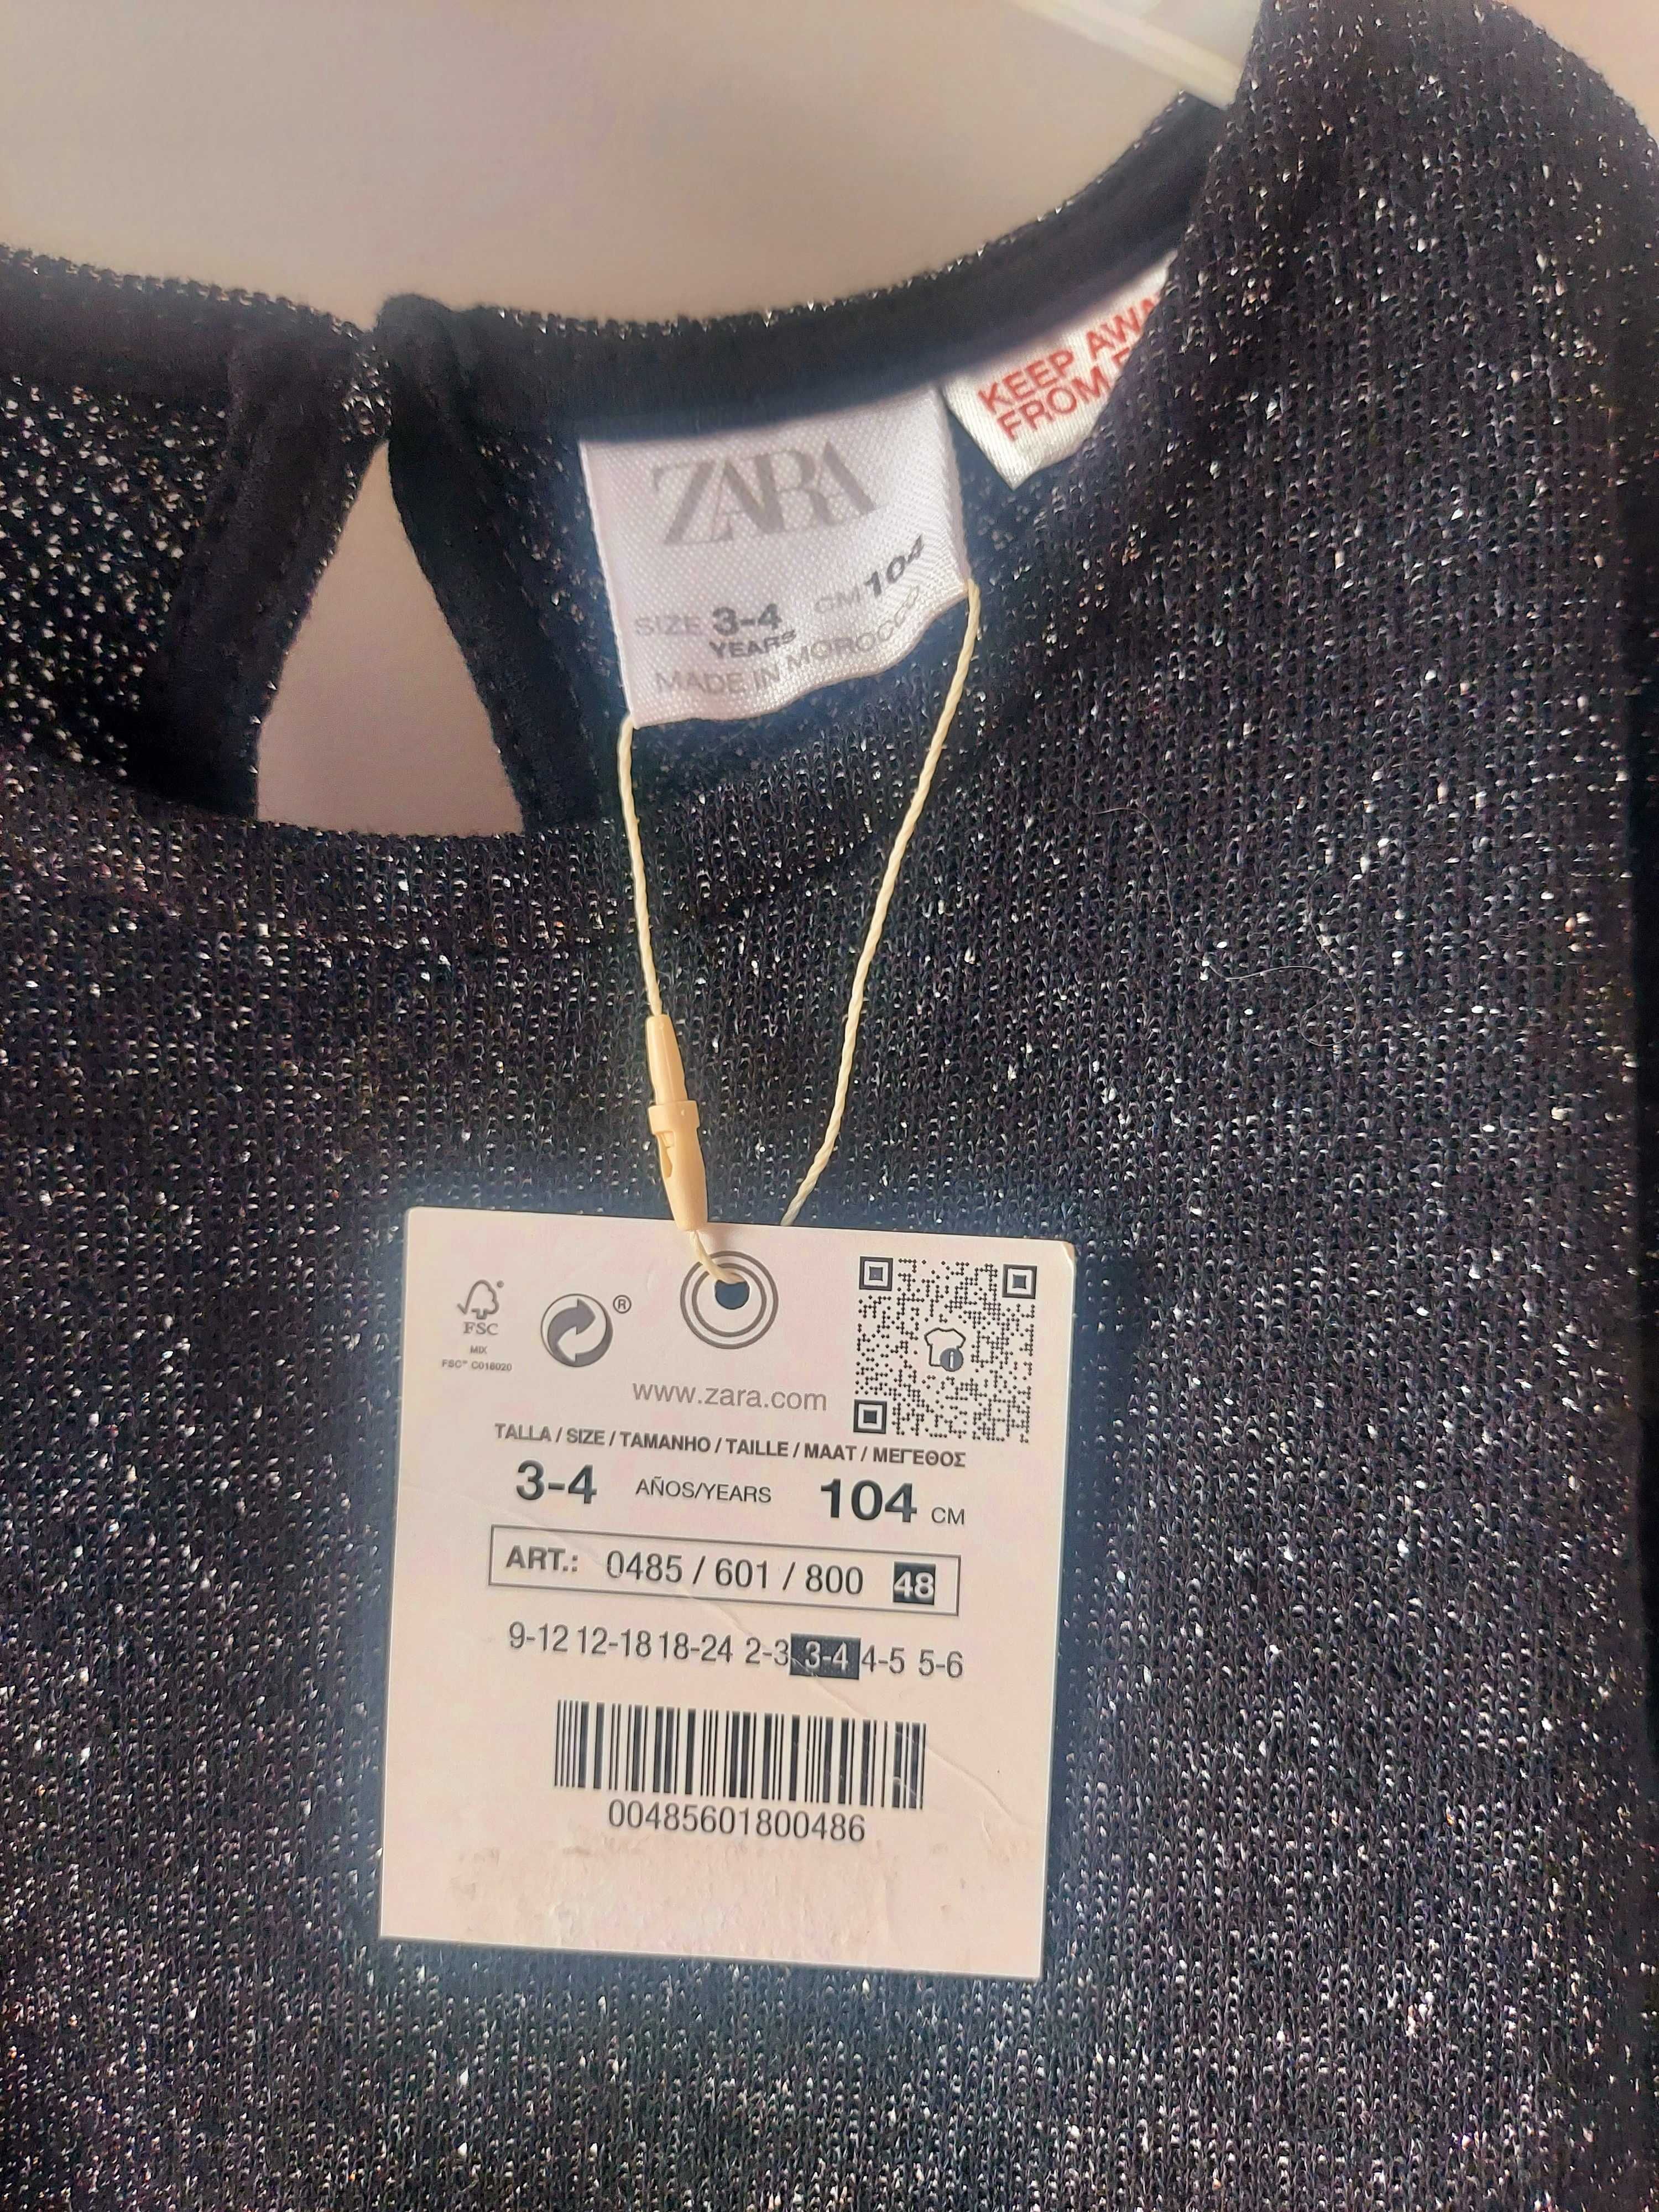 KEEP
FROM
ZARA
SIZE 3-4 CM 104
YEARS
MADE IN MOROCCO
FSC
MIX
FSC™ C016020
®
www.zara.com
TALLA / SIZE / TAMANHO / TAILLE / MAAT / ΜΕΓΕΘΟΣ
3-4 AÑOS/YEARS 104 CM
ART.: 0485 / 601 / 800 48
9-12 12-18 18-24 2-3 3-4 4-5 5-6
00485601800486